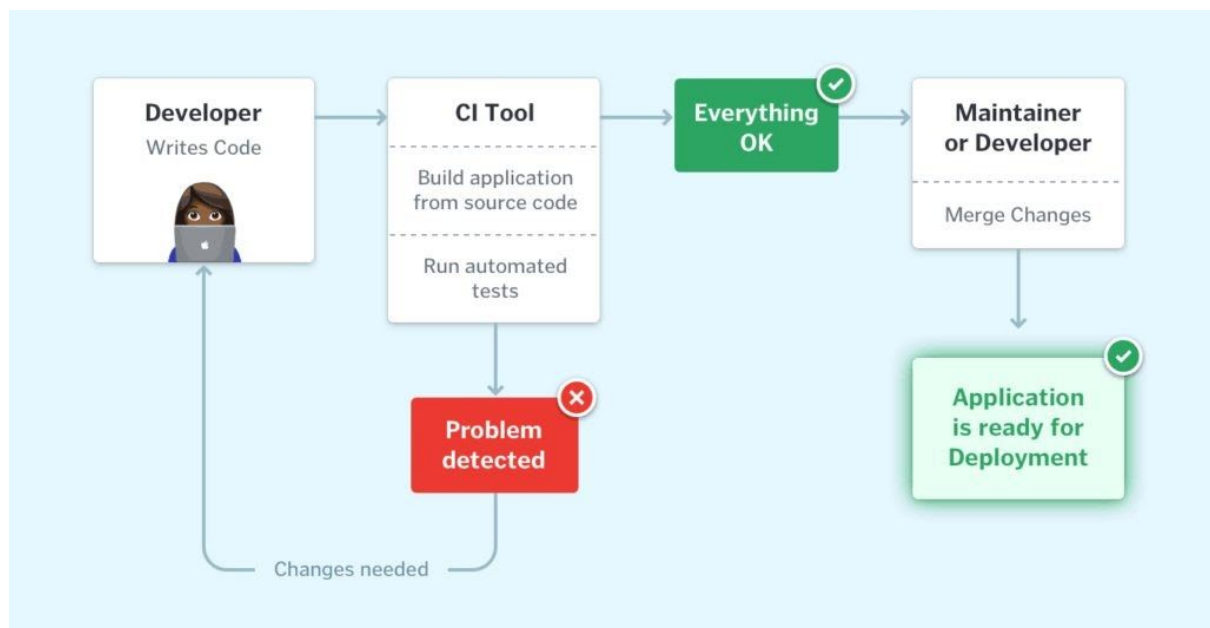 Developer
Writes Code
CI Tool
Build application
from source code
Run automated
tests
Everything
OK
Maintainer
or Developer
Merge Changes
Problem
detected
Changes needed
Application
is ready for
Deployment